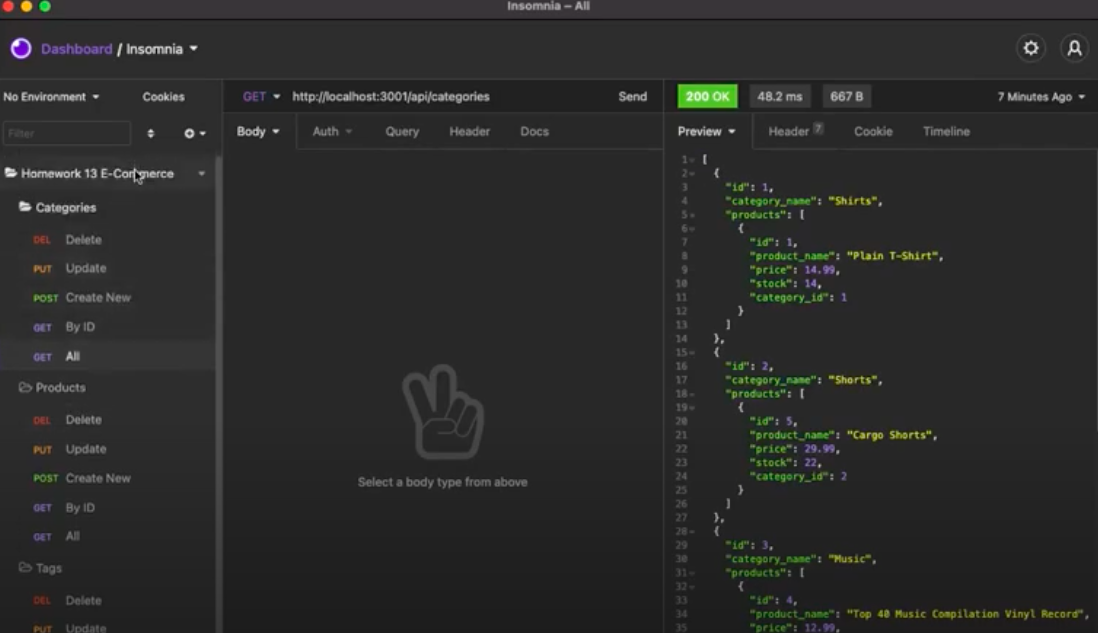 Insomnia – All
Dashboard / Insomnia
No Environment
Cookies
Filter
Homework 13 E-Commerce
Categories
DEL Delete
PUT Update
POST Create New
GET By ID
GET All
Products
DEL Delete
PUT Update
POST Create New
GET By ID
GET All
Tags
DEL Delete
PUT Update
GET http://localhost:3001/api/categories Send
Body Auth Query Header Docs
Select a body type from above
200 OK 48.2 ms 667 B 7 Minutes Ago
Preview Header 7 Cookie Timeline
1 [
2 {
3 "id": 1,
4 "category_name": "Shirts",
5 "products": [
6 {
7 "id": 1,
8 "product_name": "Plain T-Shirt",
9 "price": 14.99,
10 "stock": 14,
11 "category_id": 1
12 }
13 ]
14 },
15 {
16 "id": 2,
17 "category_name": "Shorts",
18 "products": [
19 {
20 "id": 5,
21 "product_name": "Cargo Shorts",
22 "price": 29.99,
23 "stock": 22,
24 "category_id": 2
25 }
26 ]
27 },
28 {
29 "id": 3,
30 "category_name": "Music",
31 "products": [
32 {
33 "id": 4,
34 "product_name": "Top 40 Music Compilation Vinyl Record",
35 "price": 12.99,